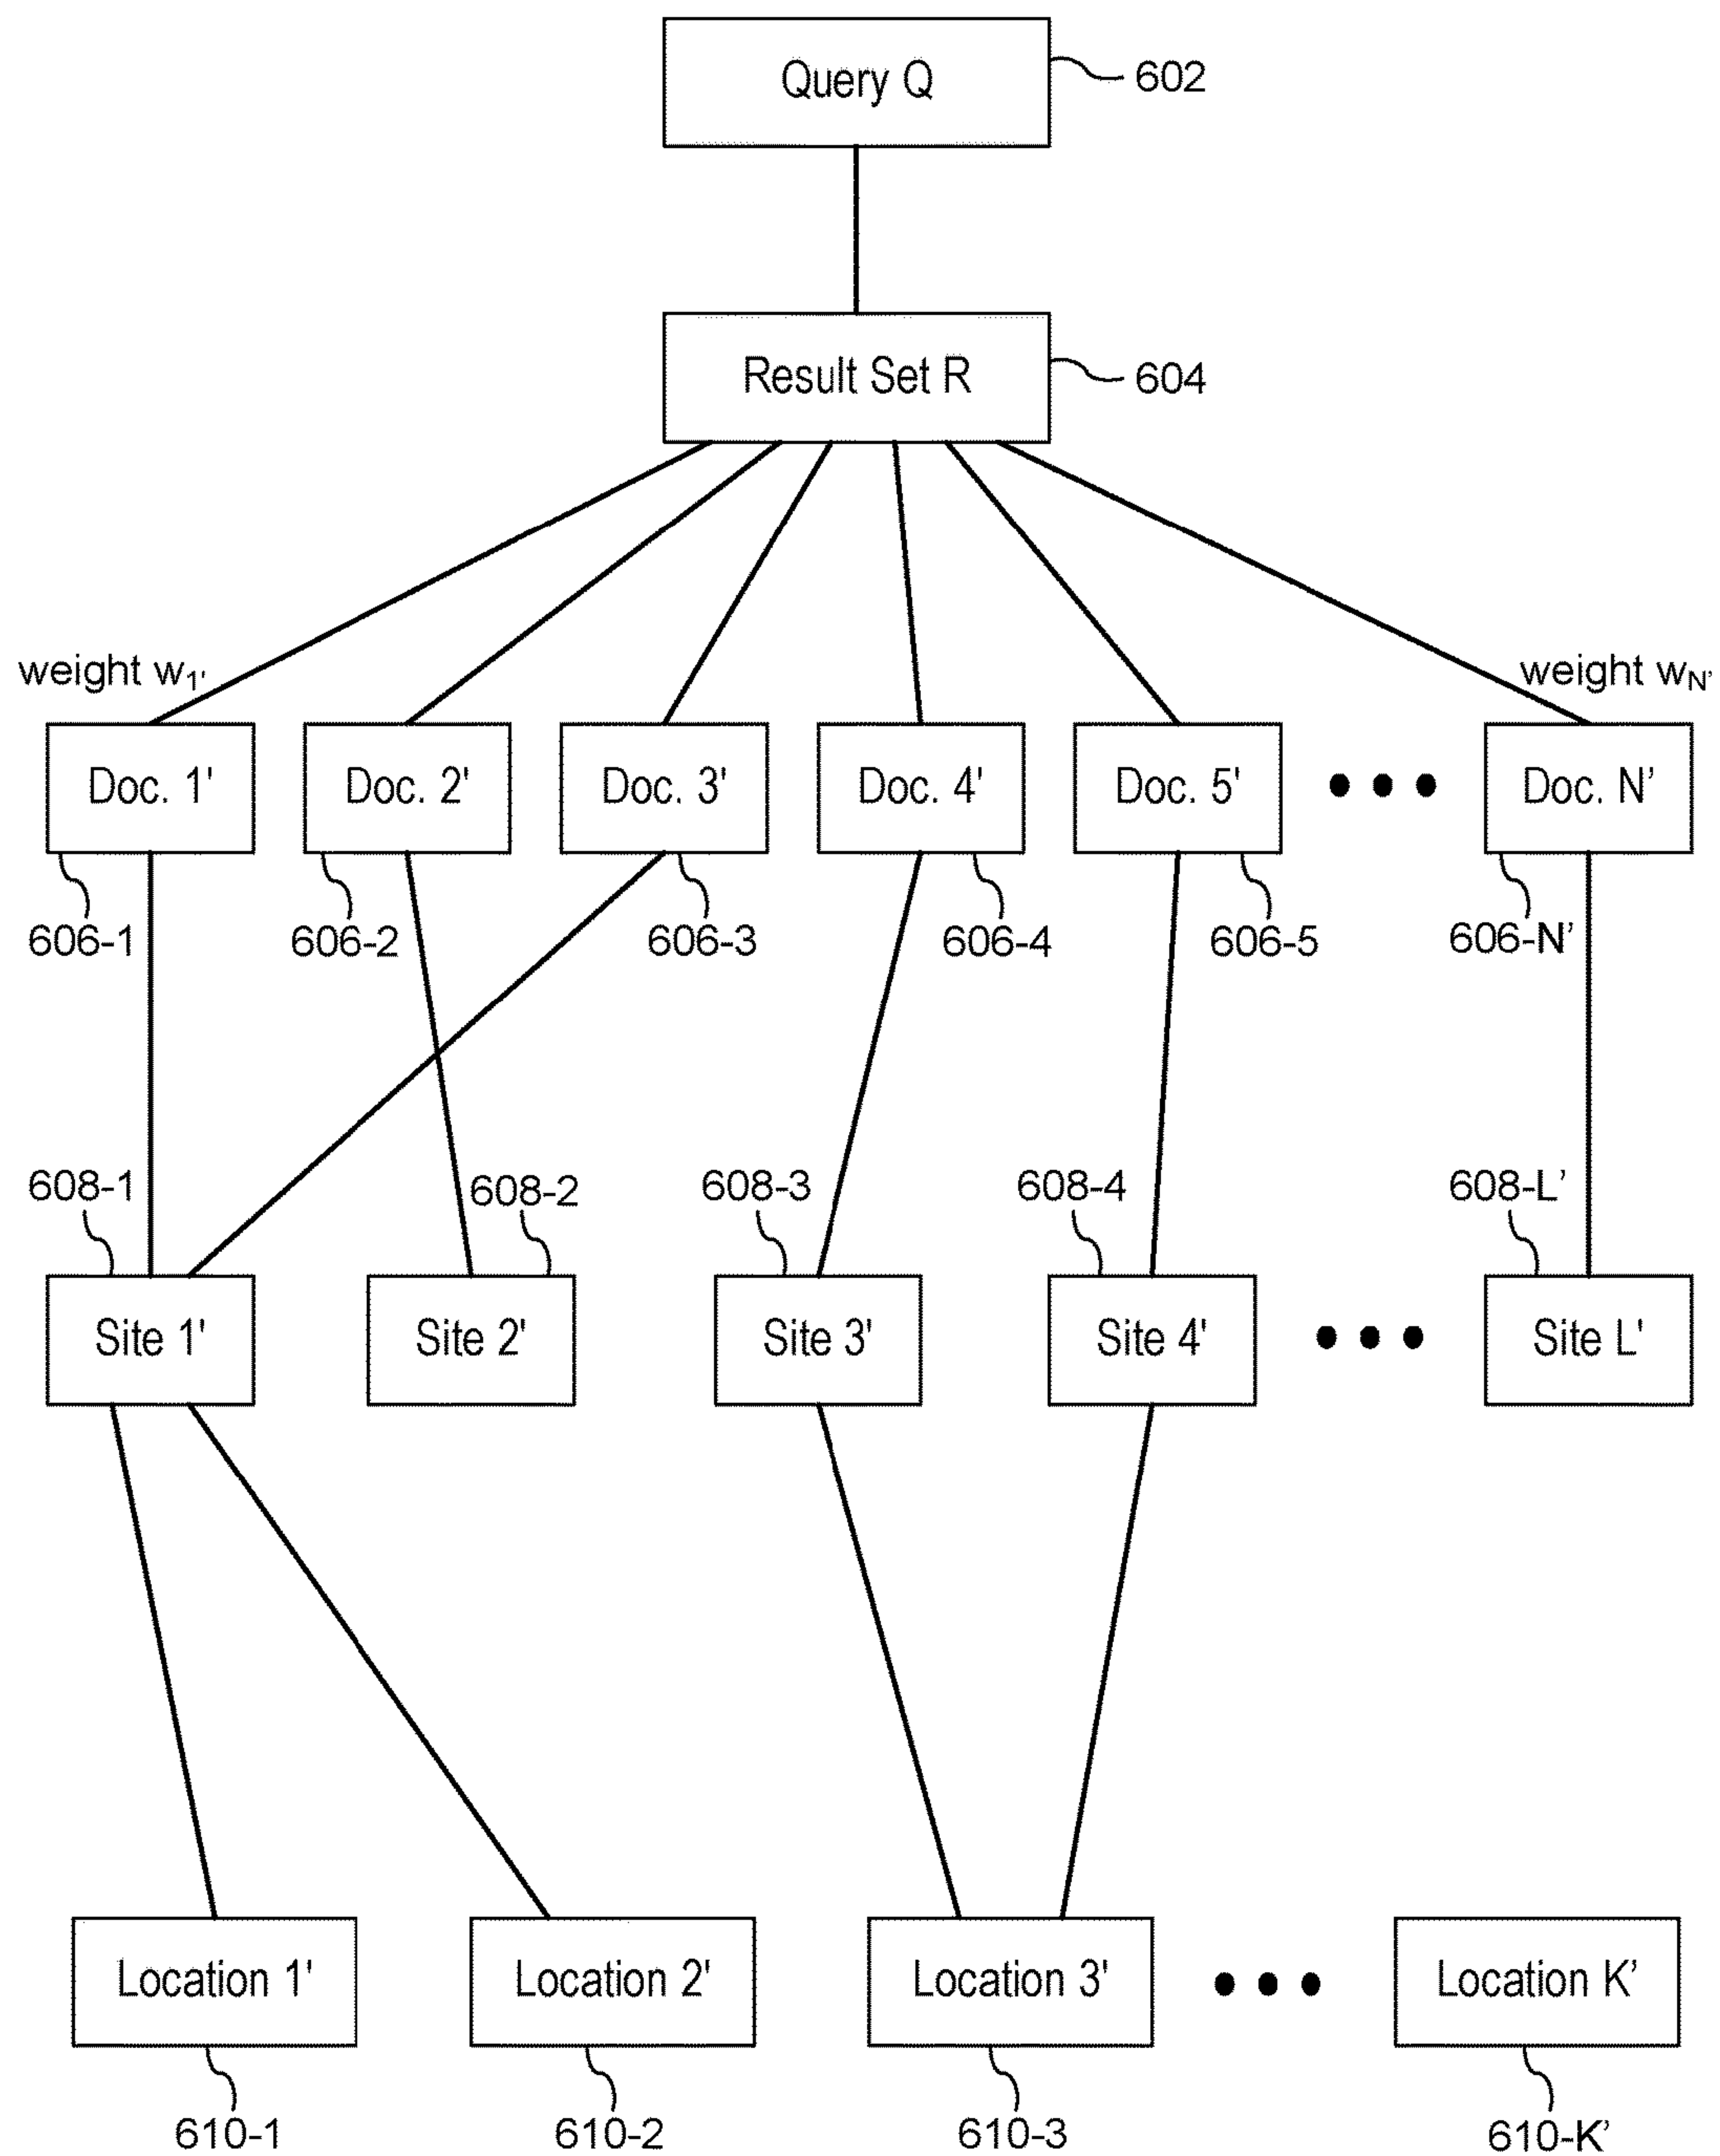 Query Q
602
Result Set R
604
weight w1'
weight wN'
Doc. 1'
Doc. 2'
Doc. 3'
Doc. 4'
Doc. 5'
Doc. N’
606-1
606-2
606-3
606-4
606-5
606-N’
608-1
608-2
608-3
608-4
608-L’
Site 1'
Site 2'
Site 3'
Site 4'
Site L'
Location 1'
Location 2'
Location 3'
Location K’
610-1
610-2
610-3
610-K’